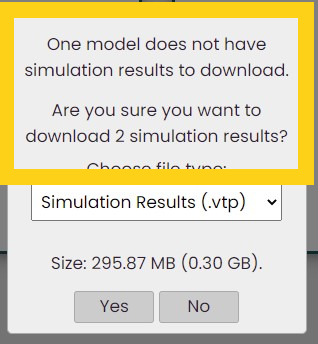 One model does not have
simulation results to download.
Are you sure you want to
download 2 simulation results?
Choose file type:
Simulation Results (.vtp)
Size: 295.87 MB (0.30 GB).
Yes No